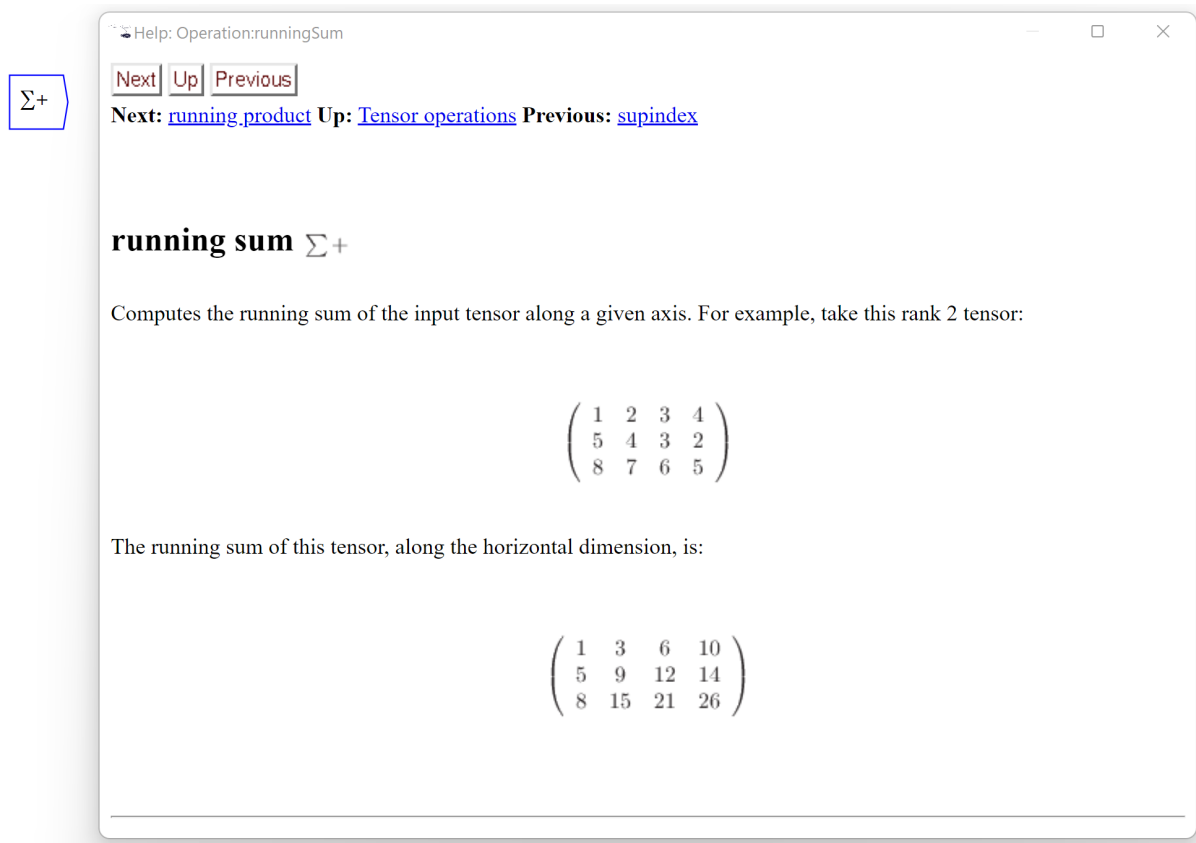 Help: Operation:runningSum
Σ+
Next Up Previous
Next: running product Up: Tensor operations Previous: supindex
running sum Σ+
Computes the running sum of the input tensor along a given axis. For example, take this rank 2 tensor:
1 2 3 4
5 4 3 2
8 7 6 5
The running sum of this tensor, along the horizontal dimension, is:
1 3 6 10
5 9 12 14
8 15 21 26